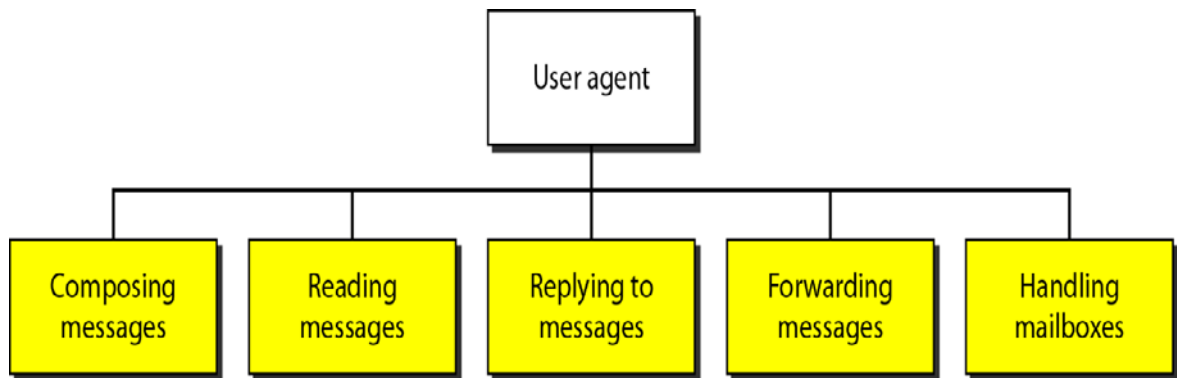 User agent
Composing
messages
Reading
messages
Replying to
messages
Forwarding
messages
Handling
mailboxes